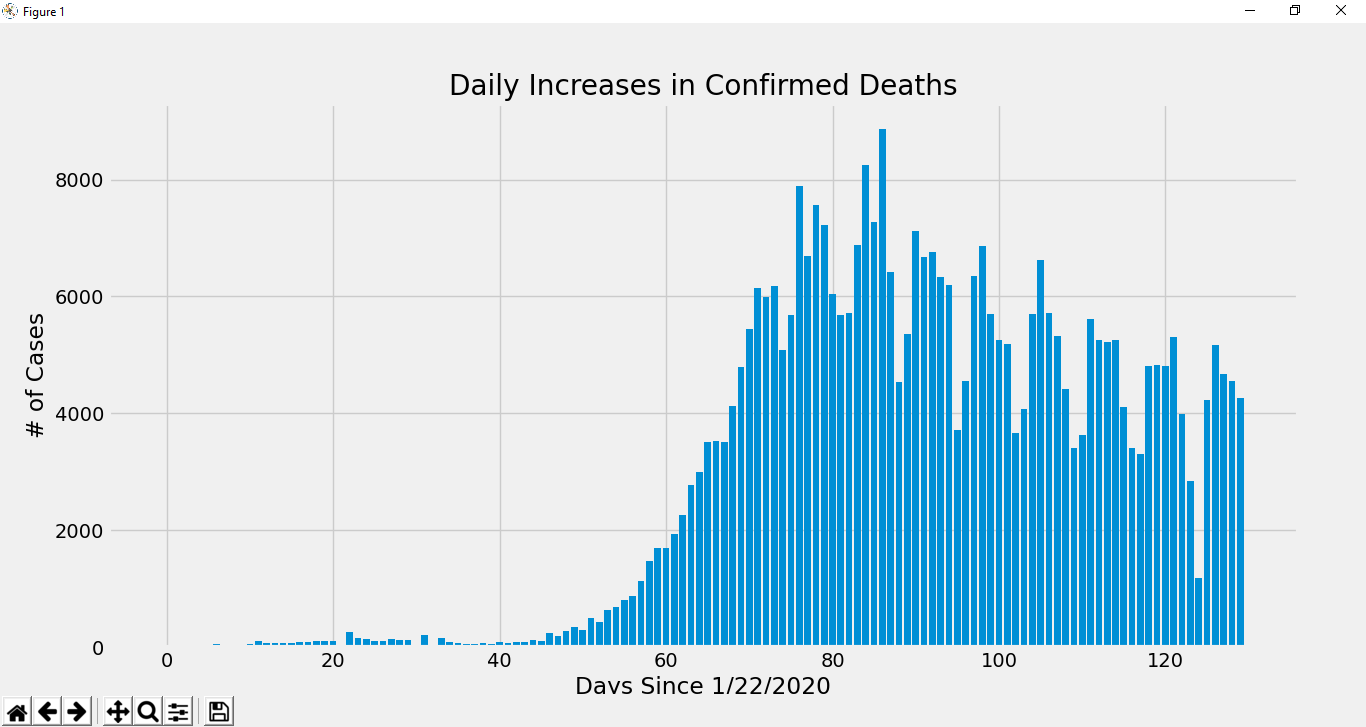 Figure 1
Daily Increases in Confirmed Deaths
# of Cases
8000
6000
4000
2000
0
0 20 40 60 80 100 120
Days Since 1/22/2020